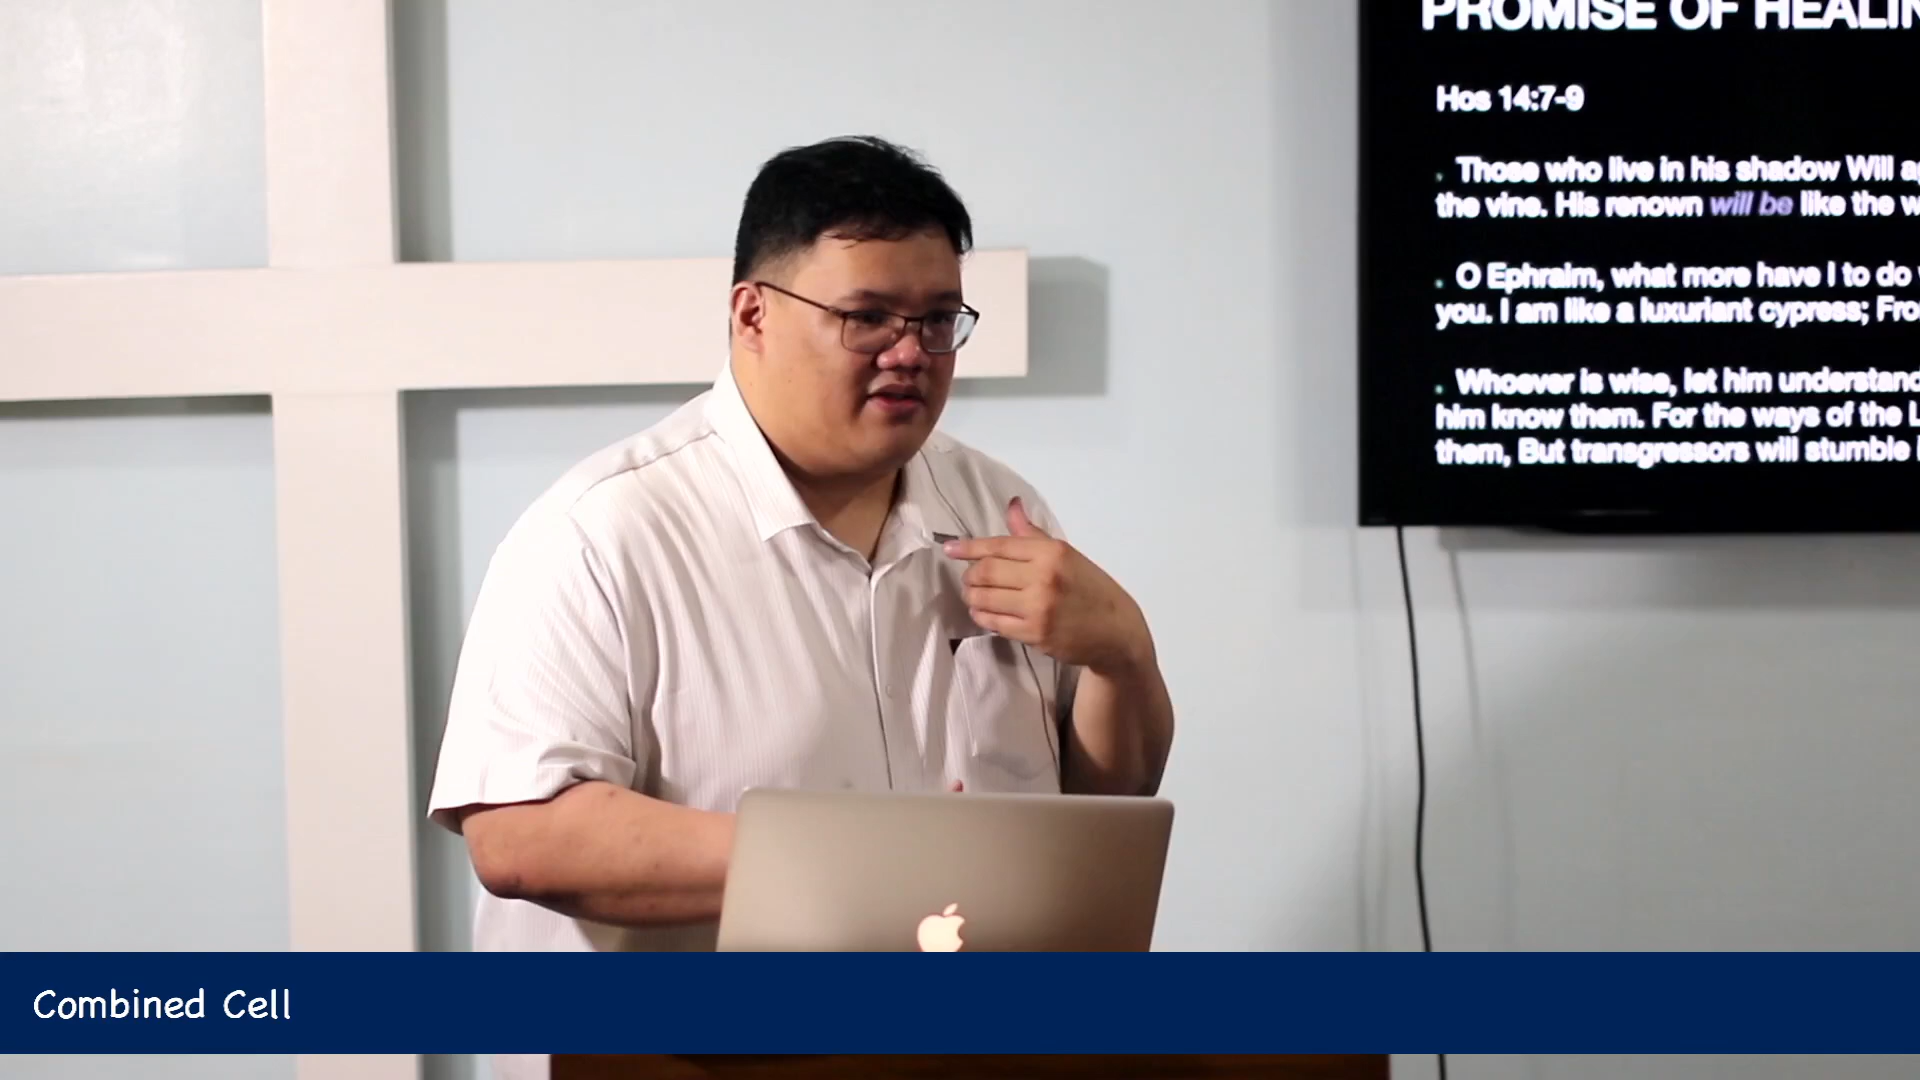 PROMISE OF HEALIN
Hos 14:7-9
. Those who live in his shadow Will
the vine. His renown will be like the
. O Ephraim, what more have I to do
you. I am like a luxuriant cypress;
. Whoever is wise, let him understand
him know them. For the ways of the
them, But transgressors will stumble
Combined Cell